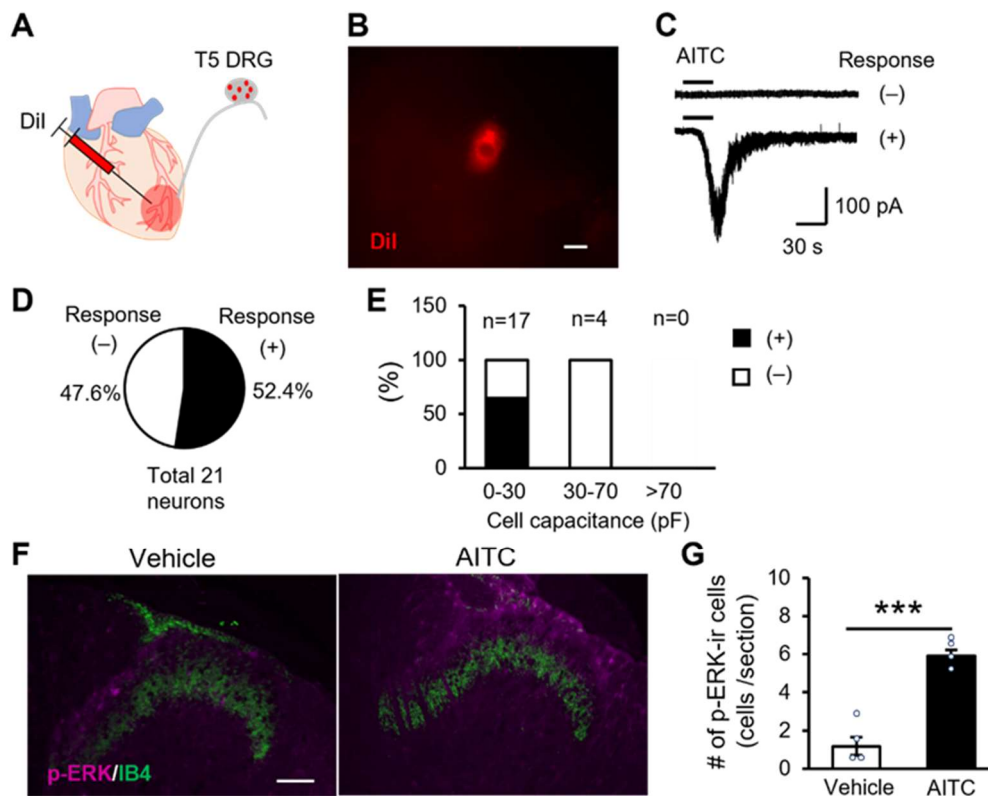 A
T5 DRG
DiI
B
DiI
C
AITC
Response
(–)
(+)
100 pA
30 s
D
Response
(–)
Response
(+)
47.6%
52.4%
Total 21
neurons
E
150
100
50
0
(%)
n=17
n=4
n=0
(+)
(–)
0-30
30-70
>70
Cell capacitance (pF)
F
Vehicle
AITC
p-ERK/IB4
G
# of p-ERK-ir cells
(cells /section)
10
8
6
4
2
0
***
Vehicle
AITC